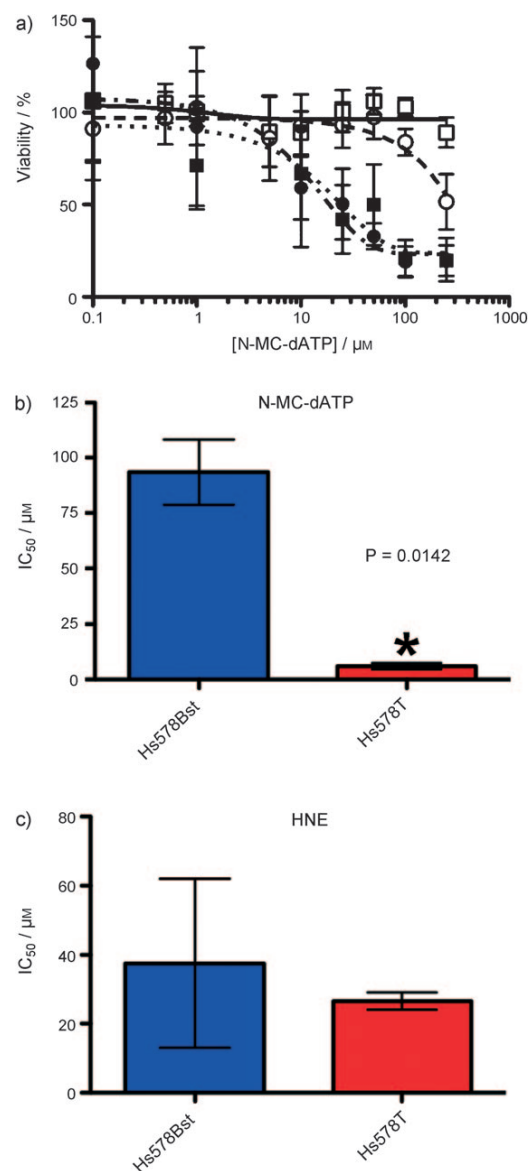 a)
150
100
50
0
Viability / %
0.1 1 10 100 1000
[N-MC-dATP] / µM
b)
N-MC-dATP
125
100
75
50
25
0
IC50 / µM
P = 0.0142
*
Hs578Bst
Hs578T
c)
HNE
80
60
40
20
0
IC50 / µM
Hs578Bst
Hs578T